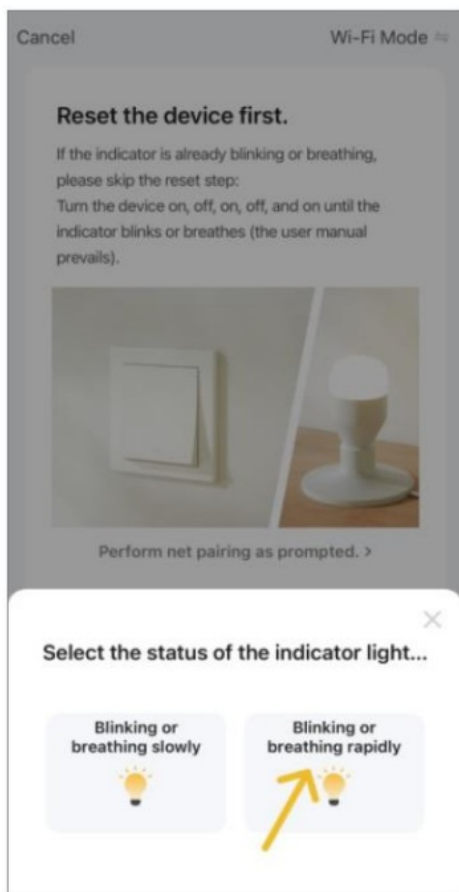 Cancel
Wi-Fi Mode
Reset the device first.
If the indicator is already blinking or breathing,
please skip the reset step:
Turn the device on, off, on, off, and on until the
indicator blinks or breathes (the user manual
prevails).
Perform net pairing as prompted. >
Select the status of the indicator light...
Blinking or
breathing slowly
Blinking or
breathing rapidly